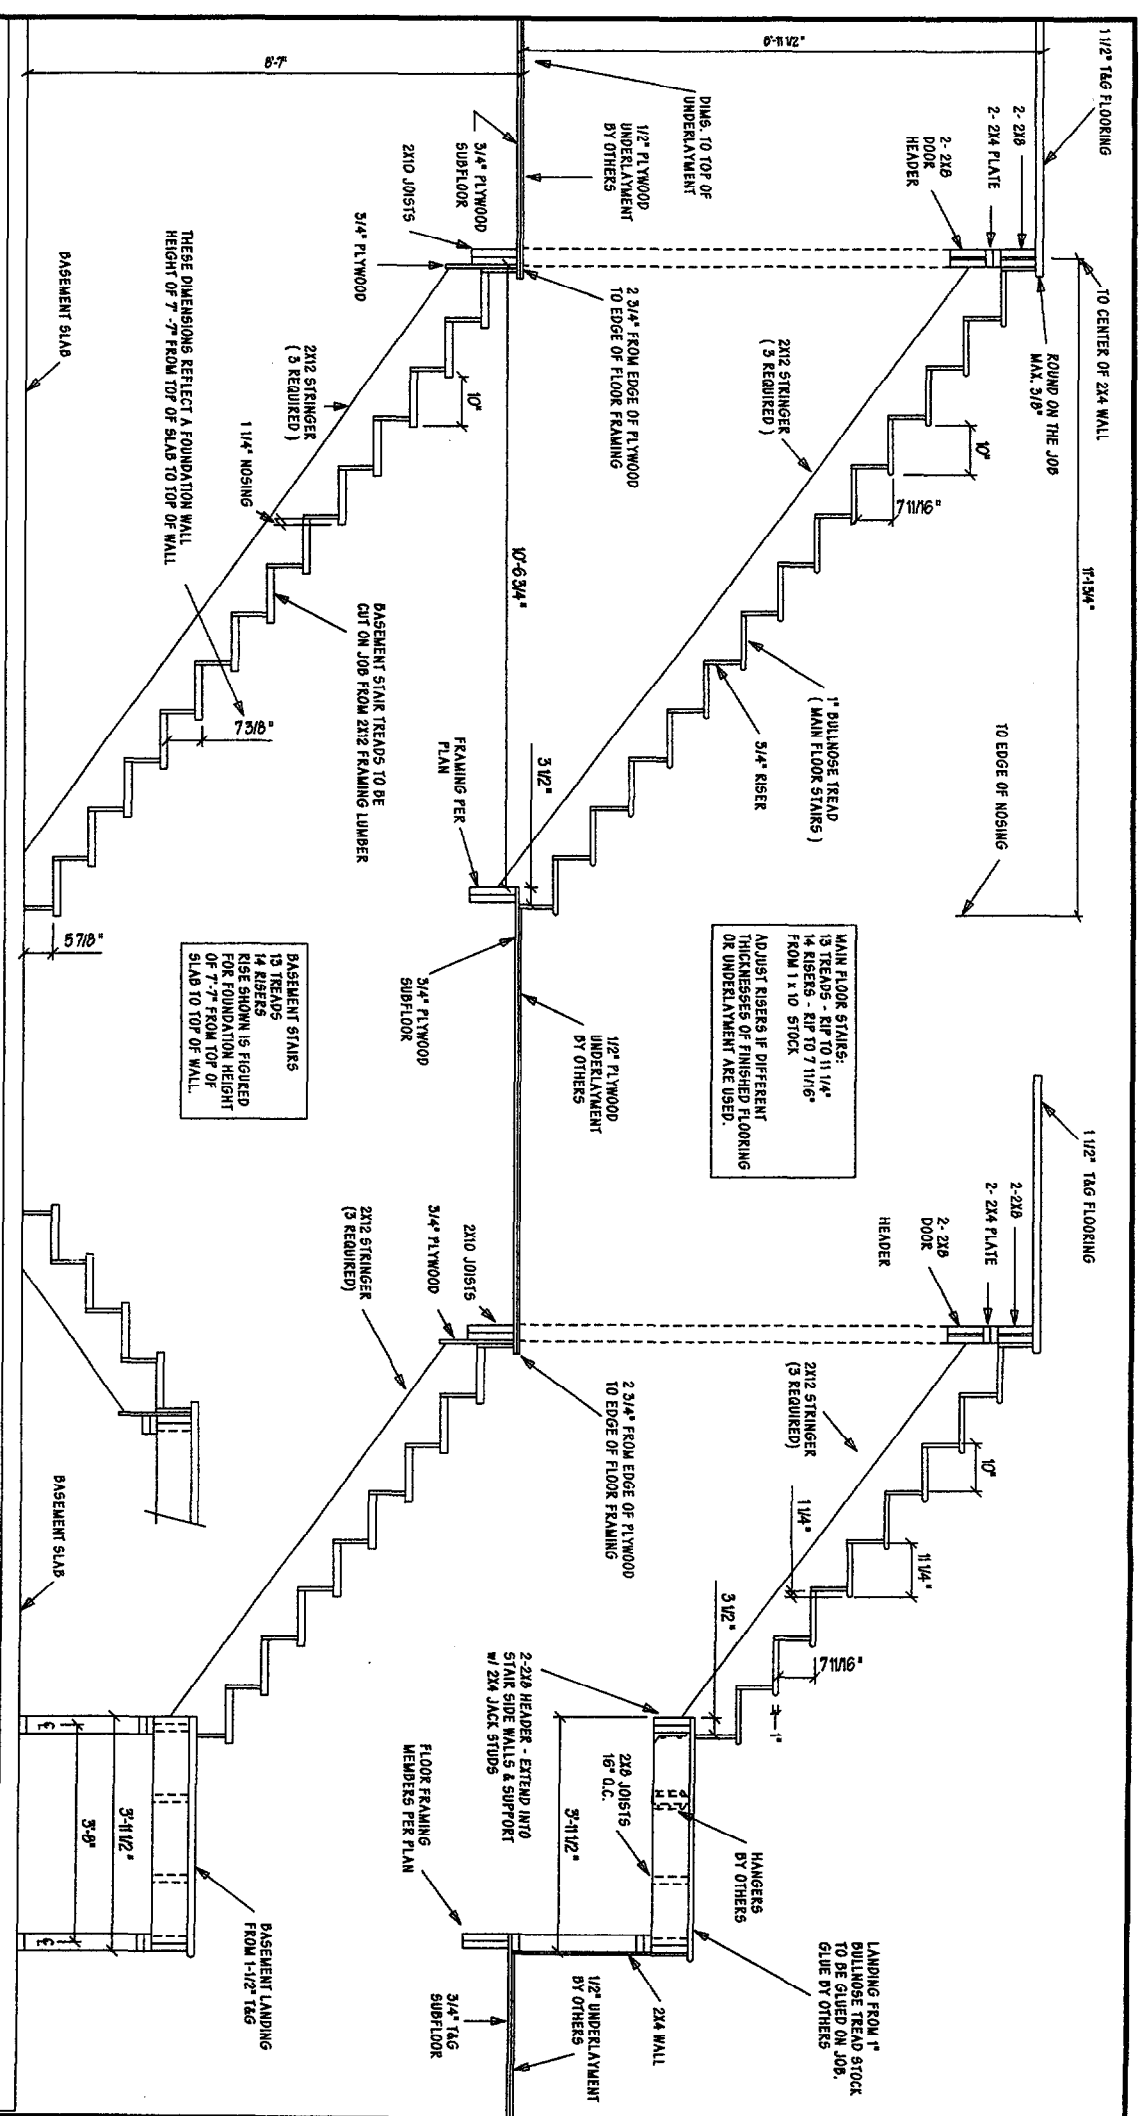 1 1/2" T&G FLOORING
2- 2X8
2- 2X4 PLATE
2- 2X8
DOOR
HEADER
TO CENTER OF 2X4 WALL
ROUND ON THE JOB
MAX. 3/8"
11'-1 3/4"
TO EDGE OF NOSING
8'-11 1/2"
DIMS. TO TOP OF
UNDERLAYMENT
1/2" PLYWOOD
UNDERLAYMENT
BY OTHERS
3/4" PLYWOOD
SUBFLOOR
2X10 JOISTS
3/4" PLYWOOD
8'-7"
2 3/4" FROM EDGE OF PLYWOOD
TO EDGE OF FLOOR FRAMING
2X12 STRINGER
( 3 REQUIRED )
10"
7 11/16"
1" BULLNOSE TREAD
( MAIN FLOOR STAIRS )
3/4" RISER
3 1/2"
FRAMING PER
PLAN
10'-6 3/4"
MAIN FLOOR STAIRS:
13 TREADS - RIP TO 11 1/4"
14 RISERS - RIP TO 7 11/16"
FROM 1 x 10 STOCK
ADJUST RISERS IF DIFFERENT
THICKNESSES OF FINISHED FLOORING
OR UNDERLAYMENT ARE USED.
1/2" PLYWOOD
UNDERLAYMENT
BY OTHERS
3/4" PLYWOOD
SUBFLOOR
10"
2X12 STRINGER
( 3 REQUIRED )
1 1/4" NOSING
THESE DIMENSIONS REFLECT A FOUNDATION WALL
HEIGHT OF 7' -7" FROM TOP OF SLAB TO TOP OF WALL
BASEMENT SLAB
BASEMENT STAIR TREADS TO BE
CUT ON JOB FROM 2X12 FRAMING LUMBER
7 3/8"
5 7/8"
BASEMENT STAIRS
13 TREADS
14 RISERS
RISE SHOWN IS FIGURED
FOR FOUNDATION HEIGHT
OF 7'-7" FROM TOP OF
SLAB TO TOP OF WALL.
1 1/2" T&G FLOORING
2-2X8
2- 2X4 PLATE
2- 2X8
DOOR
HEADER
2X12 STRINGER
(3 REQUIRED)
10"
11 1/4"
1 1/4"
3 1/2"
7 11/16"
1"
2 3/4" FROM EDGE OF PLYWOOD
TO EDGE OF FLOOR FRAMING
2X10 JOISTS
3/4" PLYWOOD
2X12 STRINGER
(3 REQUIRED)
BASEMENT SLAB
2-2X8 HEADER - EXTEND INTO
STAIR SIDE WALLS & SUPPORT
W/ 2X4 JACK STUDS
2X8 JOISTS
16" O.C.
HANGERS
BY OTHERS
LANDING FROM 1"
BULLNOSE TREAD STOCK
TO BE GLUED ON JOB.
GLUE BY OTHERS
3'-11 1/2"
2X4 WALL
FLOOR FRAMING
MEMBERS PER PLAN
1/2" UNDERLAYMENT
BY OTHERS
3/4" T&G
SUBFLOOR
3'-11 1/2"
3'-8"
BASEMENT LANDING
FROM 1-1/2" T&G